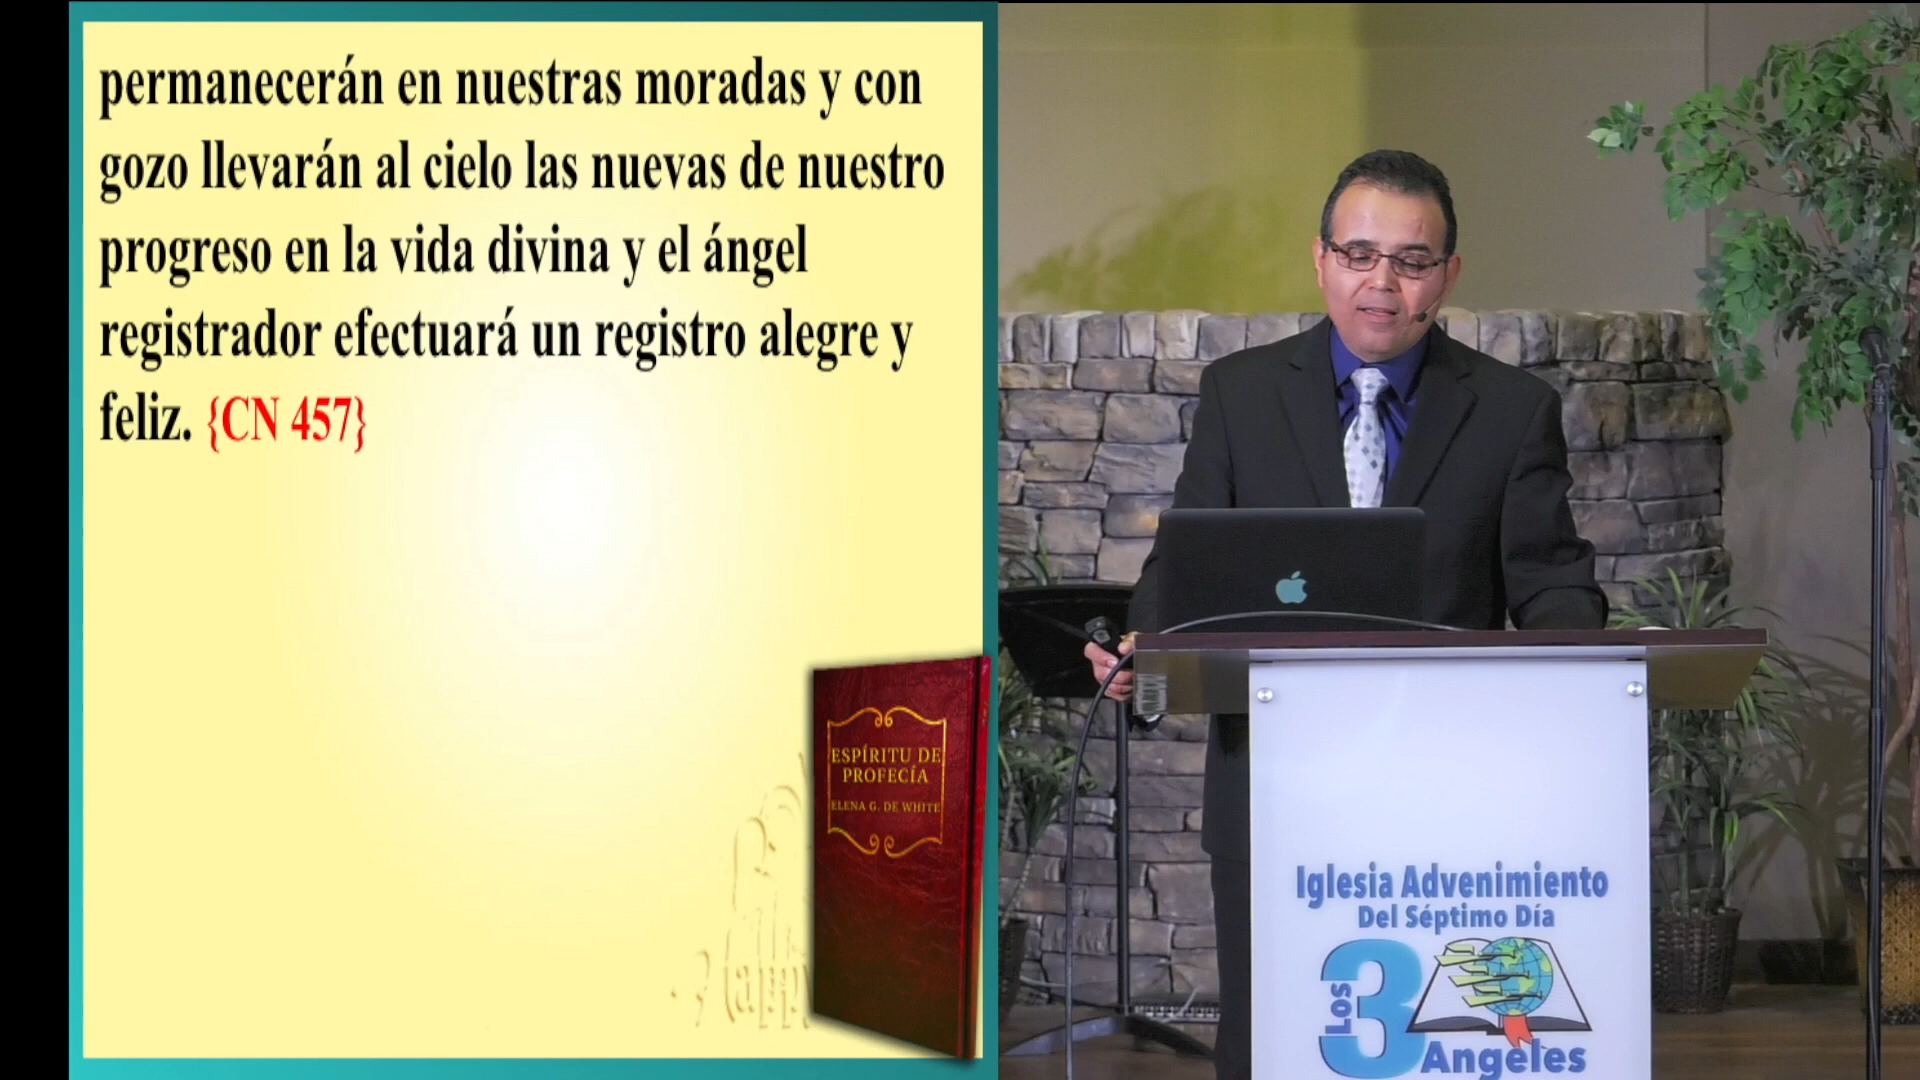 permanecerán en nuestras moradas y con
gozo llevarán al cielo las nuevas de nuestro
progreso en la vida divina y el ángel
registrador efectuará un registro alegre y
feliz. {CN 457}
ESPÍRITU DE
PROFECÍA
ELENA G. DE WHITE
Iglesia Advenimiento
Del Séptimo Día
Los 3 Angeles